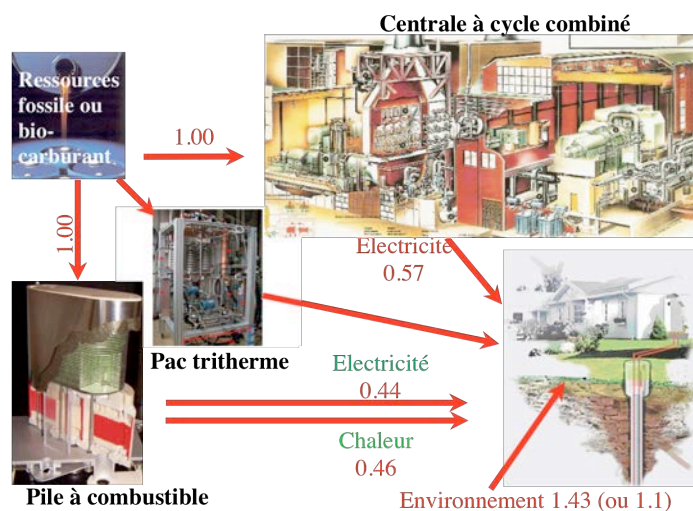 Centrale à cycle combiné
Ressources
fossile ou
bio-
carburant
1.00
1.00
Electricité
0.57
Pac tritherme
Electricité
0.44
Chaleur
0.46
Pile à combustible
Environnement 1.43 (ou 1.1)